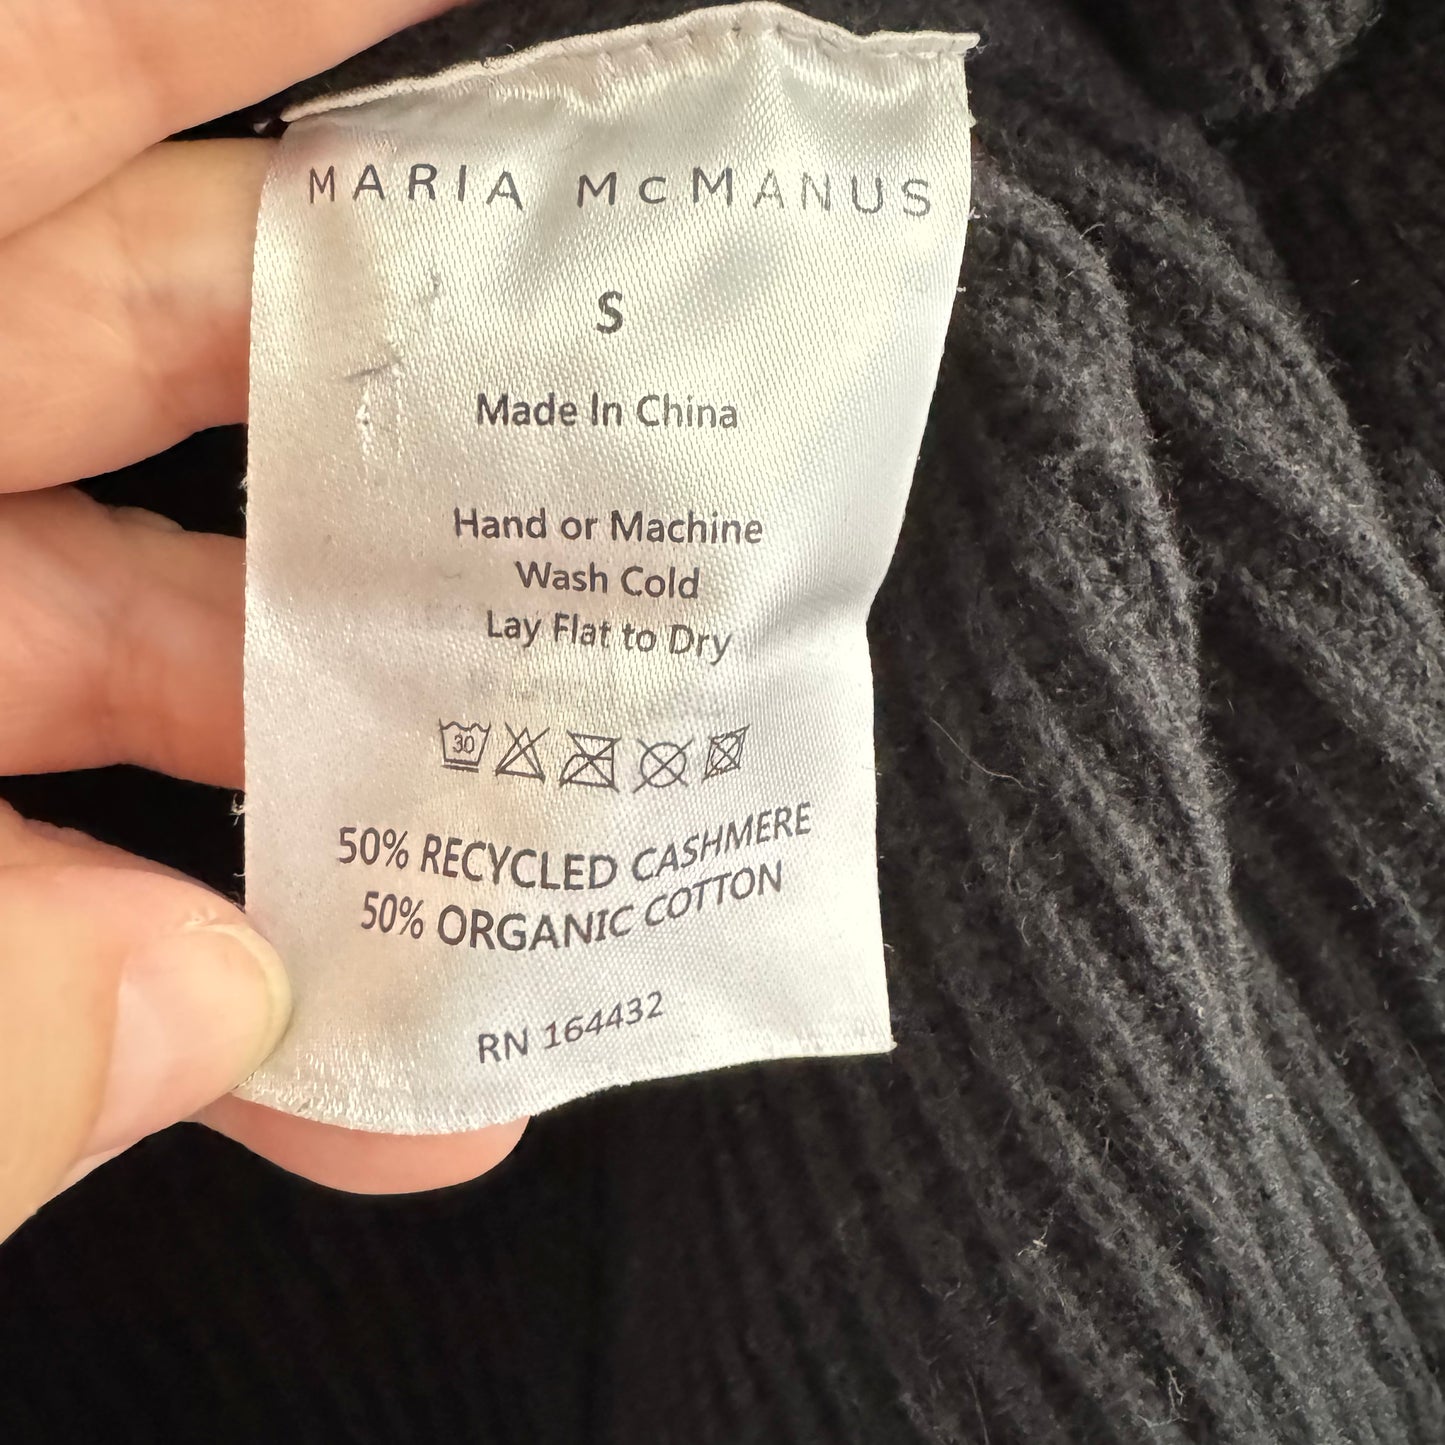 MARIA McMANUS
S
Made In China
Hand or Machine
Wash Cold
Lay Flat to Dry
30
50% RECYCLED CASHMERE
50% ORGANIC COTTON
RN 164432